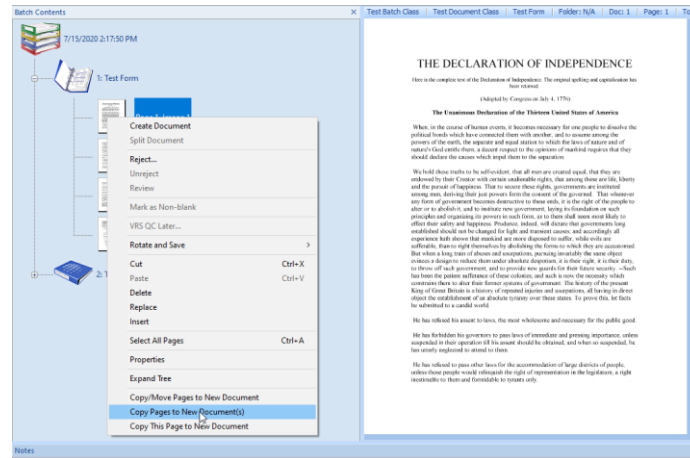 Batch Contents
×
Test Batch Class | Test Document Class | Test Form | Folder: N/A | Doc: 1 | Page: 1 | To
7/15/2020 2:17:50 PM
1: Test Form
Create Document
Split Document
Reject...
Unreject
Review
Mark as Non-blank
VRS QC Later...
Rotate and Save >
Cut Ctrl+X
Paste Ctrl+V
Delete
Replace
Insert
Select All Pages Ctrl+A
Properties
Expand Tree
Copy/Move Pages to New Document
Copy Pages to New Document(s)
Copy This Page to New Document
2: T
Notes
THE DECLARATION OF INDEPENDENCE
Here is the complete text of the Declaration of Independence. The original spelling and capitalization has
been retained.
(Adopted by Congress on July 4, 1776)
The Unanimous Declaration of the Thirteen United States of America
When, in the course of human events, it becomes necessary for one people to dissolve the
political bonds which have connected them with another, and to assume among the
powers of the earth, the separate and equal station to which the laws of nature and of
nature's God entitle them, a decent respect to the opinions of mankind requires that they
should declare the causes which impel them to the separation.
We hold these truths to be self-evident, that all men are created equal, that they are
endowed by their Creator with certain unalienable rights, that among these are life, liberty
and the pursuit of happiness. That to secure these rights, governments are instituted
among men, deriving their just powers from the consent of the governed. That whenever
any form of government becomes destructive to these ends, it is the right of the people to
alter or to abolish it, and to institute new government, laying its foundation on such
principles and organizing its powers in such form, as to them shall seem most likely to
effect their safety and happiness. Prudence, indeed, will dictate that governments long
established should not be changed for light and transient causes; and accordingly all
experience hath shown that mankind are more disposed to suffer, while evils are
sufferable, than to right themselves by abolishing the forms to which they are accustomed.
But when a long train of abuses and usurpations, pursuing invariably the same object
evinces a design to reduce them under absolute despotism, it is their right, it is their duty,
to throw off such government, and to provide new guards for their future security. --Such
has been the patient sufferance of these colonies; and such is now the necessity which
constrains them to alter their former systems of government. The history of the present
King of Great Britain is a history of repeated injuries and usurpations, all having in direct
object the establishment of an absolute tyranny over these states. To prove this, let facts
be submitted to a candid world.
He has refused his assent to laws, the most wholesome and necessary for the public good.
He has forbidden his governors to pass laws of immediate and pressing importance, unless
suspended in their operation till his assent should be obtained; and when so suspended, he
has utterly neglected to attend to them.
He has refused to pass other laws for the accommodation of large districts of people,
unless those people would relinquish the right of representation in the legislature, a right
inestimable to them and formidable to tyrants only.